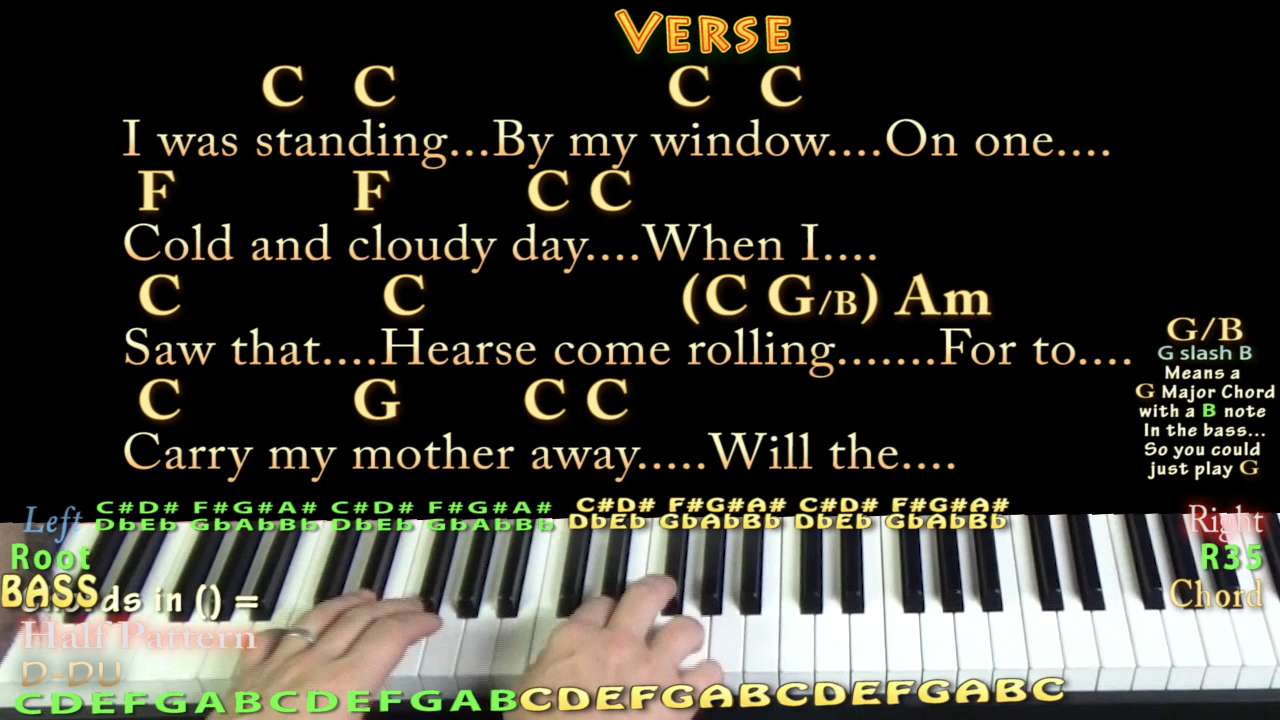 VERSE
C C C C
I was standing...By my window....On one....
F F C C
Cold and cloudy day....When I....
C C (C G/B) Am
Saw that....Hearse come rolling.......For to....
C G C C
Carry my mother away.....Will the....
G/B
G slash B
Means a
G Major Chord
with a B note
In the bass...
So you could
just play G
Left
Root
BASS
Chords in () =
Half Pattern
D-DU
C#D# F#G#A# C#D# F#G#A# C#D# F#G#A# C#D# F#G#A#
DbEb GbAbBb DbEb GbAbBb DbEb GbAbBb DbEb GbAbBb
Right
R35
Chord
CDEFGABCDEFGABCDEFGABCDEFGABC